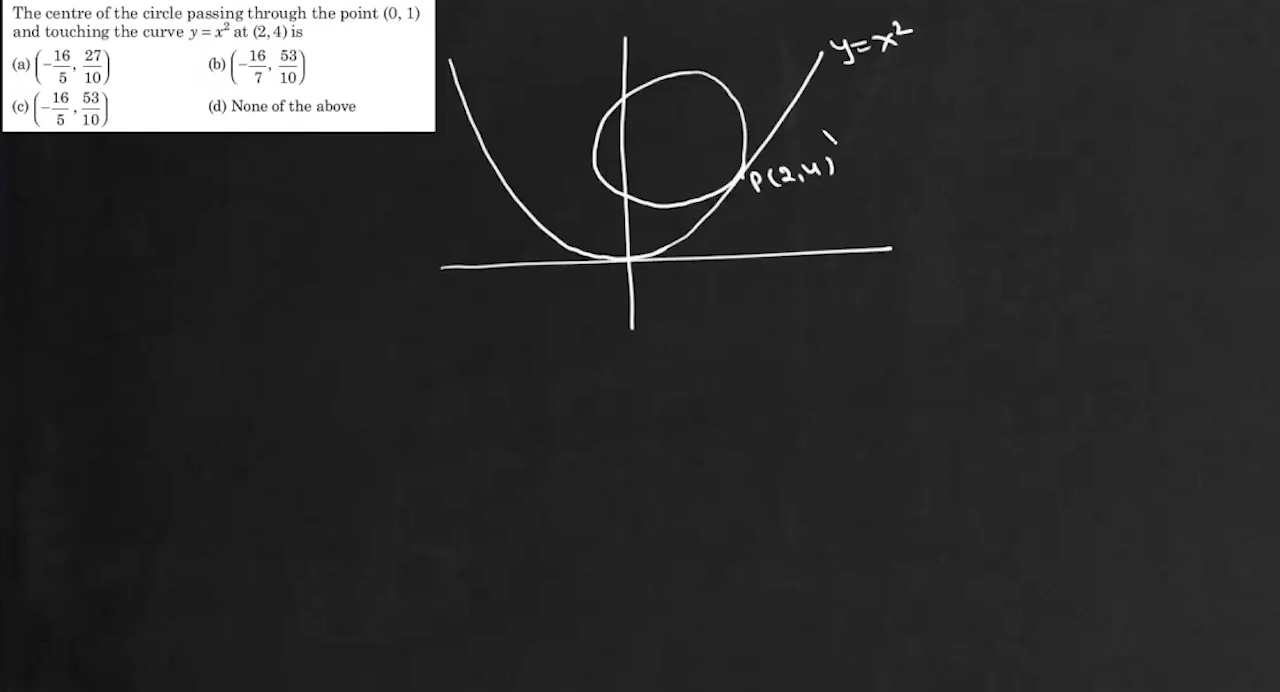 The centre of the circle passing through the point (0, 1)
and touching the curve y = x² at (2, 4) is
(a) (−16/5, 27/10) (b) (−16/7, 53/10)
(c) (−16/5, 53/10) (d) None of the above
y=x²
P(2,4)